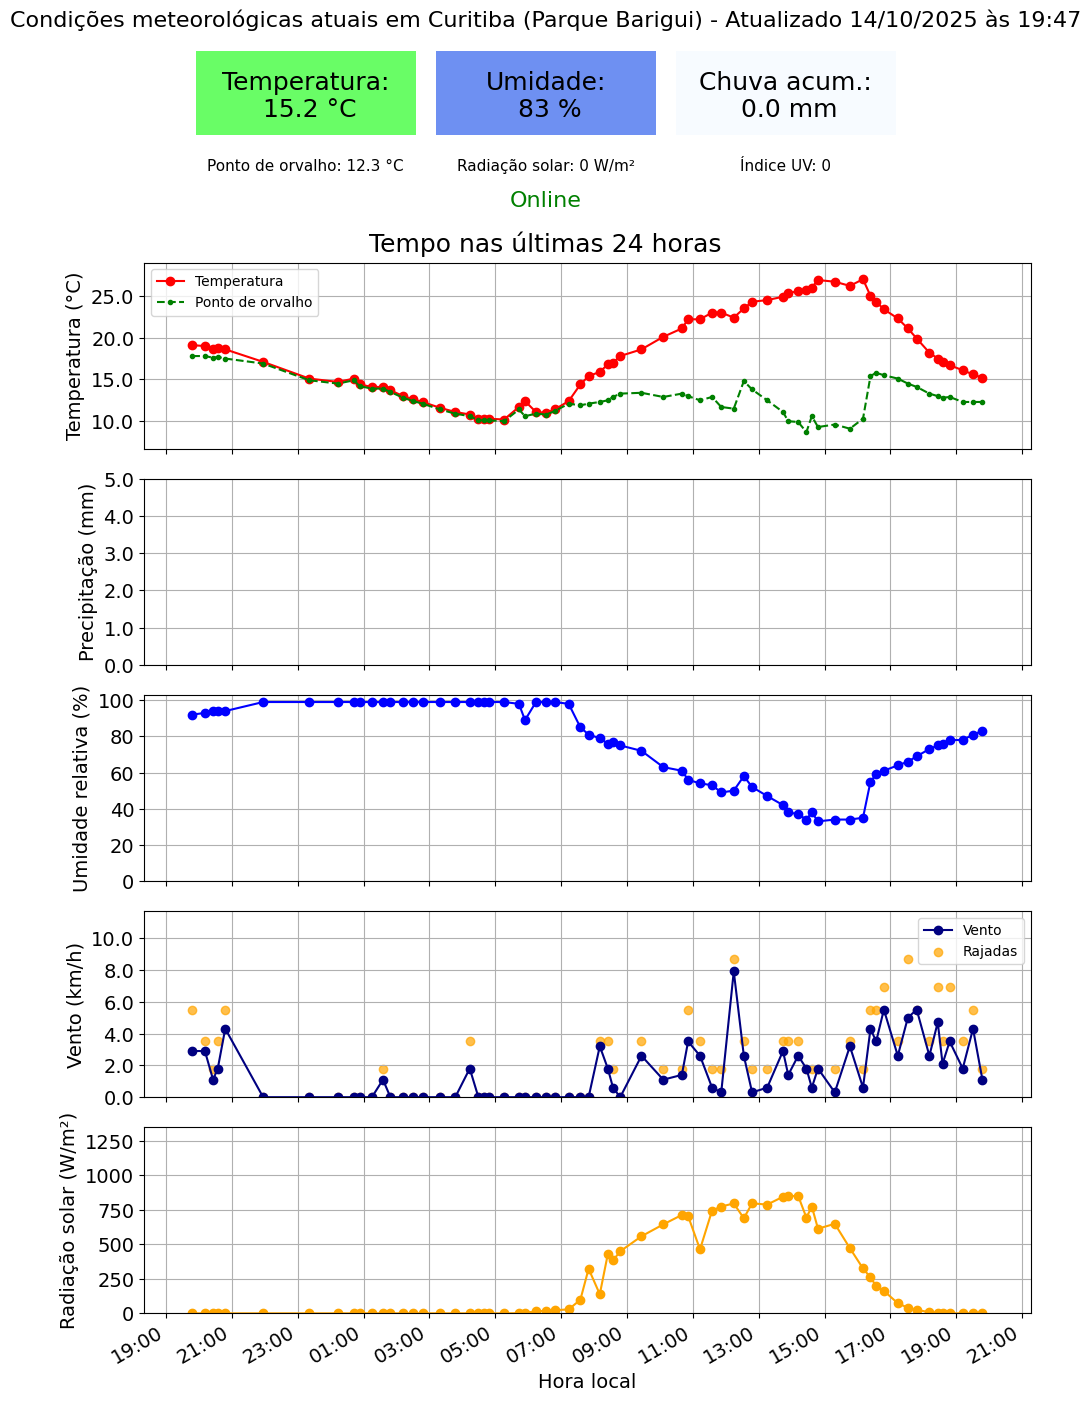 Condições meteorológicas atuais em Curitiba (Parque Barigui) - Atualizado 14/10/2025 às 19:47
Temperatura:
15.2 °C
Umidade:
83 %
Chuva acum.:
0.0 mm
Ponto de orvalho: 12.3 °C
Radiação solar: 0 W/m²
Índice UV: 0
Online
Tempo nas últimas 24 horas
Temperatura (°C)
25.0
20.0
15.0
10.0
Temperatura
Ponto de orvalho
Precipitação (mm)
5.0
4.0
3.0
2.0
1.0
0.0
Umidade relativa (%)
100
80
60
40
20
0
Vento (km/h)
10.0
8.0
6.0
4.0
2.0
0.0
Vento
Rajadas
Radiação solar (W/m²)
1250
1000
750
500
250
0
19:00
21:00
23:00
01:00
03:00
05:00
07:00
09:00
11:00
13:00
15:00
17:00
19:00
21:00
Hora local